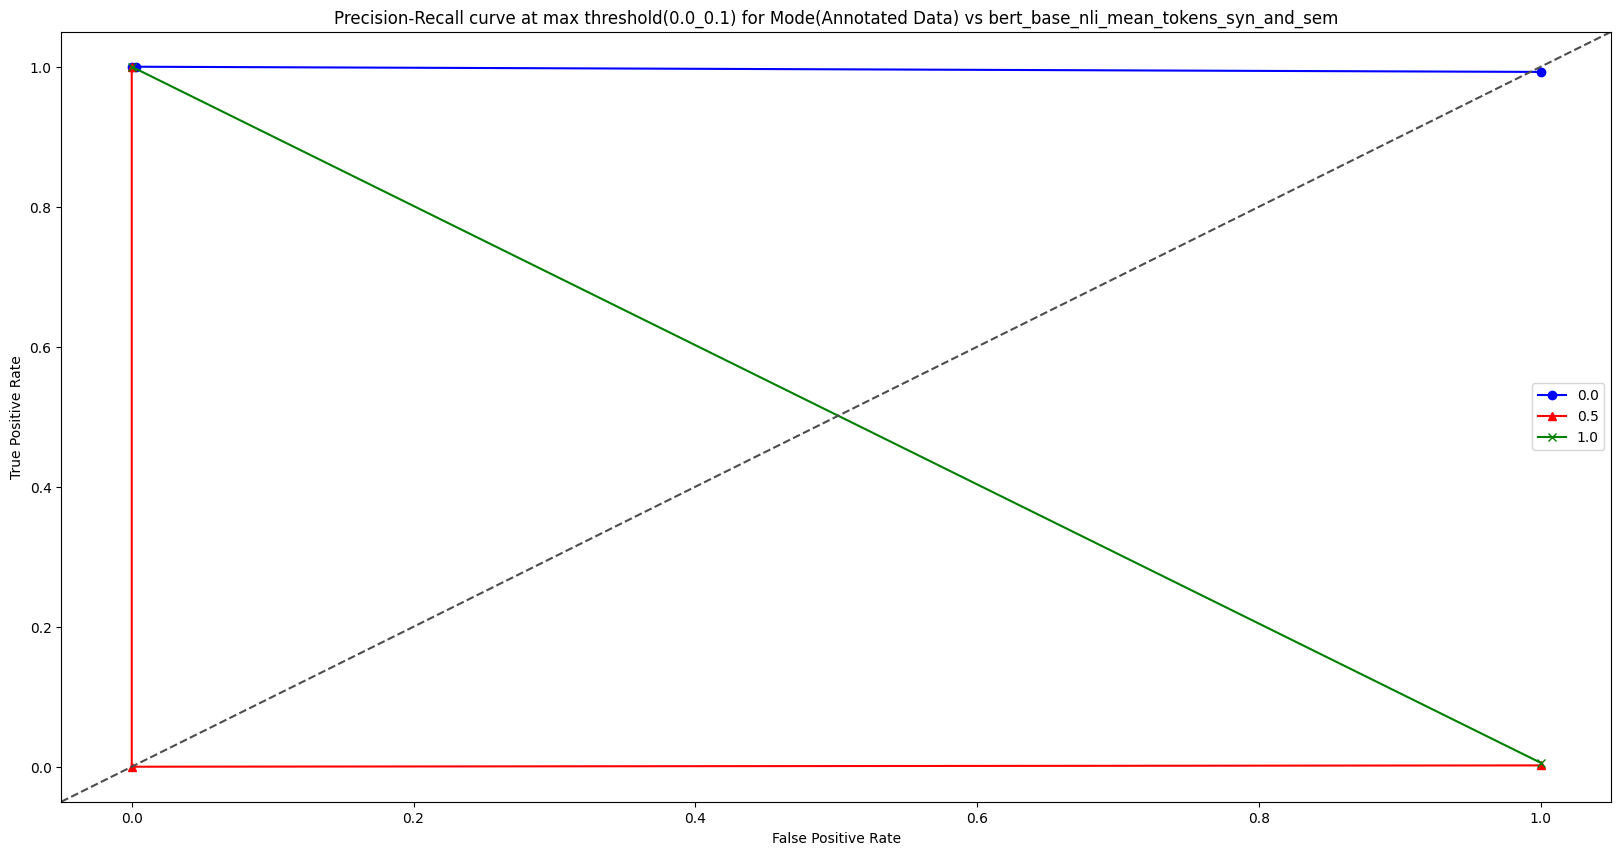 Precision-Recall curve at max threshold(0.0_0.1) for Mode(Annotated Data) vs bert_base_nli_mean_tokens_syn_and_sem
True Positive Rate
1.0
0.8
0.6
0.4
0.2
0.0
0.0
0.5
1.0
0.0 0.2 0.4 0.6 0.8 1.0
False Positive Rate